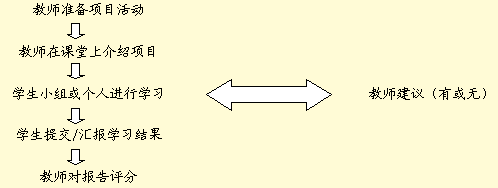 教师准备项目活动
教师在课堂上介绍项目
学生小组或个人进行学习
教师建议（有或无）
学生提交/汇报学习结果
教师对报告评分